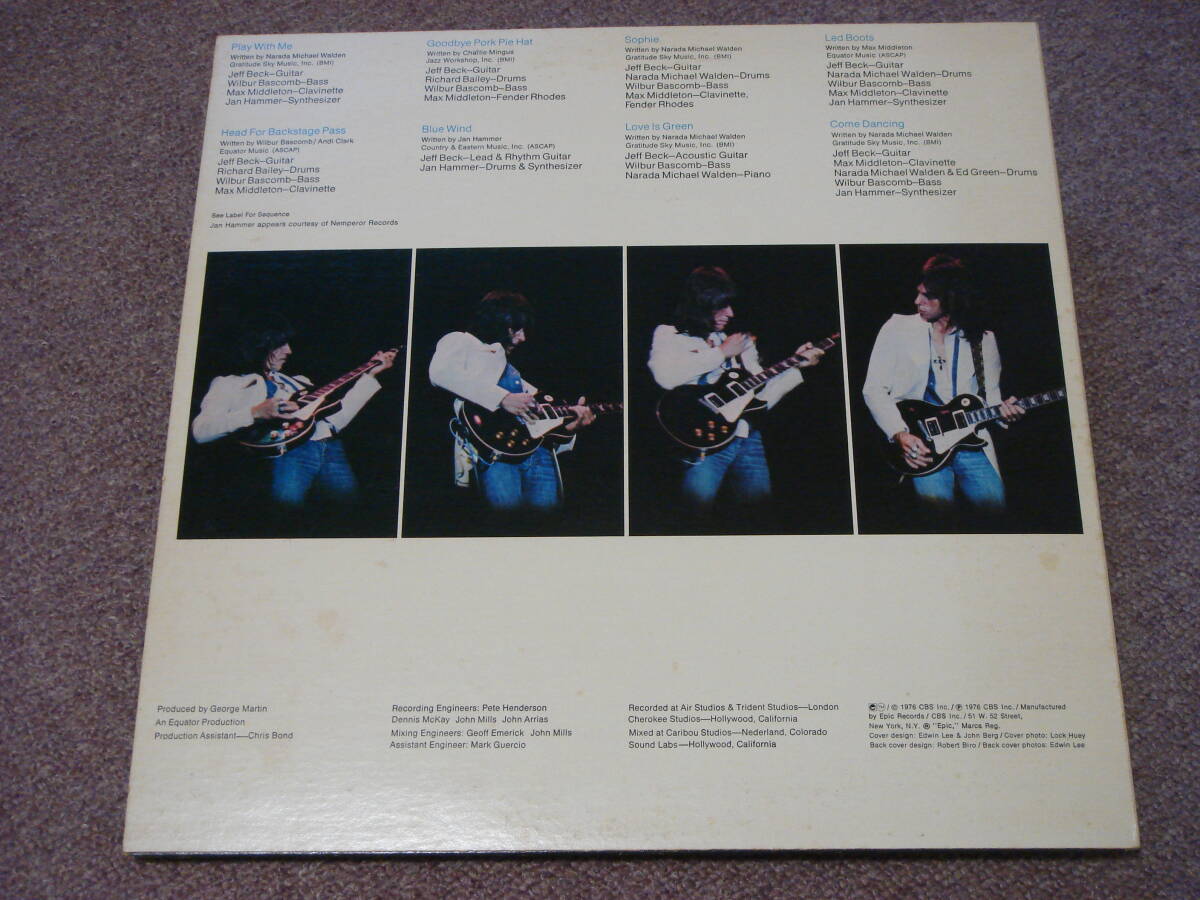 Play With Me
Written by Narada Michael Walden
Gratitude Sky Music, Inc. (BMI)
Jeff Beck—Guitar
Wilbur Bascomb—Bass
Max Middleton—Clavinette
Jan Hammer—Synthesizer
Goodbye Pork Pie Hat
Written by Charlie Mingus
Jazz Workshop, Inc. (BMI)
Jeff Beck—Guitar
Richard Bailey—Drums
Wilbur Bascomb—Bass
Max Middleton—Fender Rhodes
Sophie
Written by Narada Michael Walden
Gratitude Sky Music, Inc. (BMI)
Jeff Beck—Guitar
Narada Michael Walden—Drums
Wilbur Bascomb—Bass
Max Middleton—Clavinette,
Fender Rhodes
Led Boots
Written by Max Middleton
Equator Music (ASCAP)
Jeff Beck—Guitar
Narada Michael Walden—Drums
Wilbur Bascomb—Bass
Max Middleton—Clavinette
Jan Hammer—Synthesizer
Head For Backstage Pass
Written by Wilbur Bascomb/Andi Clark
Equator Music (ASCAP)
Jeff Beck—Guitar
Richard Bailey—Drums
Wilbur Bascomb—Bass
Max Middleton—Clavinette
Blue Wind
Written by Jan Hammer
Country & Eastern Music, Inc. (ASCAP)
Jeff Beck—Lead & Rhythm Guitar
Jan Hammer—Drums & Synthesizer
Love Is Green
Written by Narada Michael Walden
Gratitude Sky Music, Inc. (BMI)
Jeff Beck—Acoustic Guitar
Wilbur Bascomb—Bass
Narada Michael Walden—Piano
Come Dancing
Written by Narada Michael Walden
Gratitude Sky Music, Inc. (BMI)
Jeff Beck—Guitar
Max Middleton—Clavinette
Narada Michael Walden & Ed Green—Drums
Wilbur Bascomb—Bass
Jan Hammer—Synthesizer
See Label For Sequence
Jan Hammer appears courtesy of Nemperor Records
Produced by George Martin
An Equator Production
Production Assistant—Chris Bond
Recording Engineers: Pete Henderson
Dennis McKay John Mills John Arrias
Mixing Engineers: Geoff Emerick John Mills
Assistant Engineer: Mark Guercio
Recorded at Air Studios & Trident Studios—London
Cherokee Studios—Hollywood, California
Mixed at Caribou Studios—Nederland, Colorado
Sound Labs—Hollywood, California
/ © 1976 CBS Inc./℗ 1976 CBS Inc./Manufactured
by Epic Records/CBS Inc./51 W. 52 Street,
New York, N.Y. ® "Epic," Marca Reg.
Cover design: Edwin Lee & John Berg/Cover photo: Lock Huey
Back cover design: Robert Biro/Back cover photos: Edwin Lee